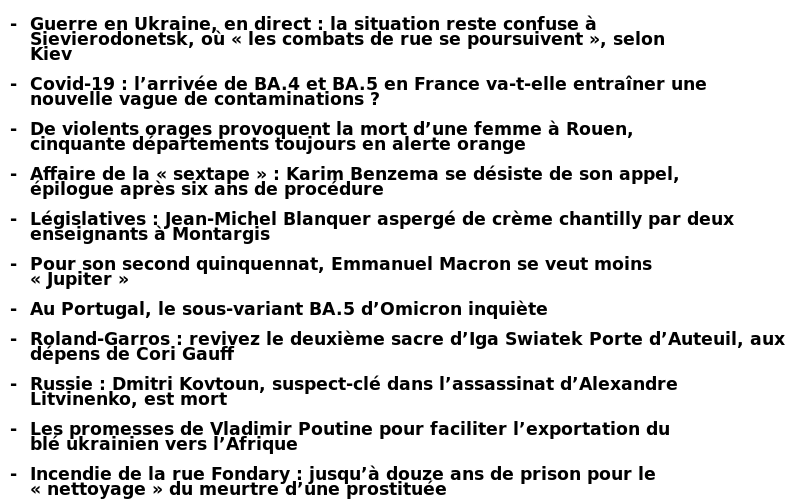 - Guerre en Ukraine, en direct : la situation reste confuse à
Sievierodonetsk, où « les combats de rue se poursuivent », selon
Kiev
- Covid-19 : l’arrivée de BA.4 et BA.5 en France va-t-elle entraîner une
nouvelle vague de contaminations ?
- De violents orages provoquent la mort d’une femme à Rouen,
cinquante départements toujours en alerte orange
- Affaire de la « sextape » : Karim Benzema se désiste de son appel,
épilogue après six ans de procédure
- Législatives : Jean-Michel Blanquer aspergé de crème chantilly par deux
enseignants à Montargis
- Pour son second quinquennat, Emmanuel Macron se veut moins
« Jupiter »
- Au Portugal, le sous-variant BA.5 d’Omicron inquiète
- Roland-Garros : revivez le deuxième sacre d’Iga Swiatek Porte d’Auteuil, aux
dépens de Cori Gauff
- Russie : Dmitri Kovtoun, suspect-clé dans l’assassinat d’Alexandre
Litvinenko, est mort
- Les promesses de Vladimir Poutine pour faciliter l’exportation du
blé ukrainien vers l’Afrique
- Incendie de la rue Fondary : jusqu’à douze ans de prison pour le
« nettoyage » du meurtre d’une prostituée